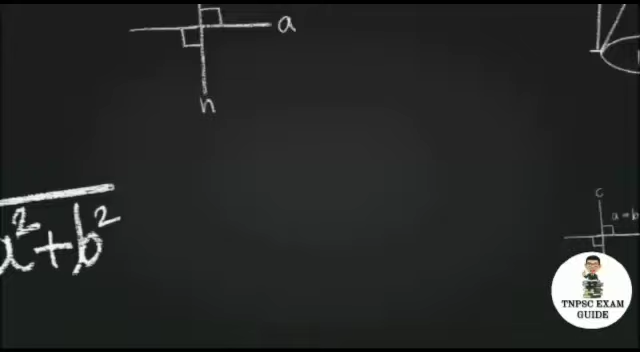 a
n
a²+b²
c
a = b
TNPSC EXAM
GUIDE